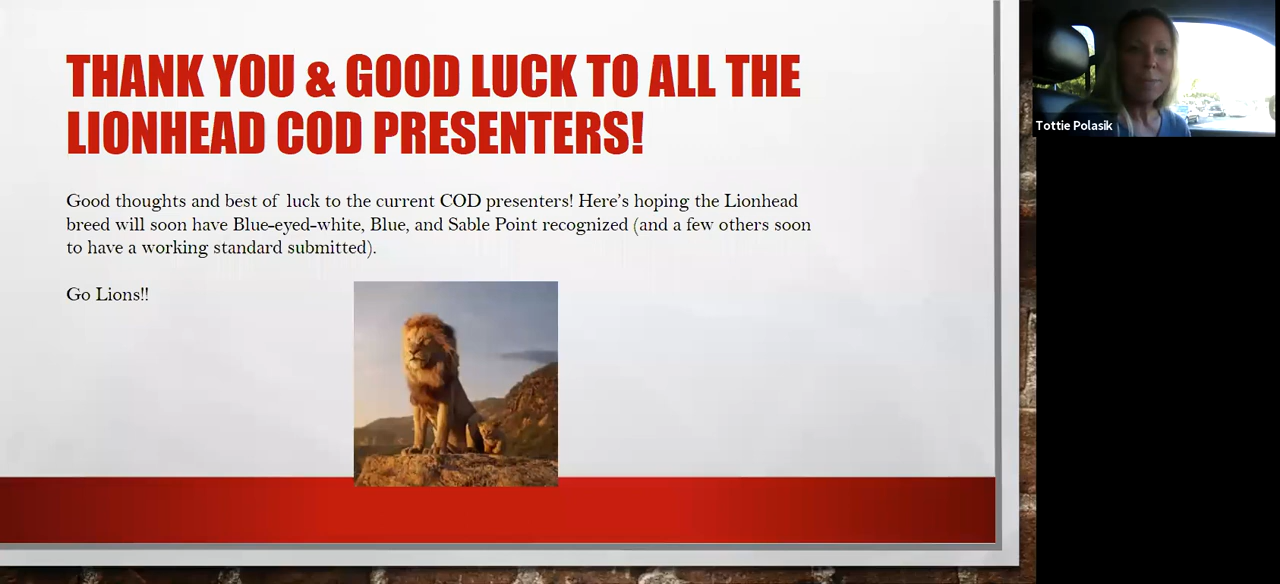 THANK YOU & GOOD LUCK TO ALL THE
LIONHEAD COD PRESENTERS!
Good thoughts and best of luck to the current COD presenters! Here's hoping the Lionhead
breed will soon have Blue-eyed-white, Blue, and Sable Point recognized (and a few others soon
to have a working standard submitted).
Go Lions!!
Tottie Polasik